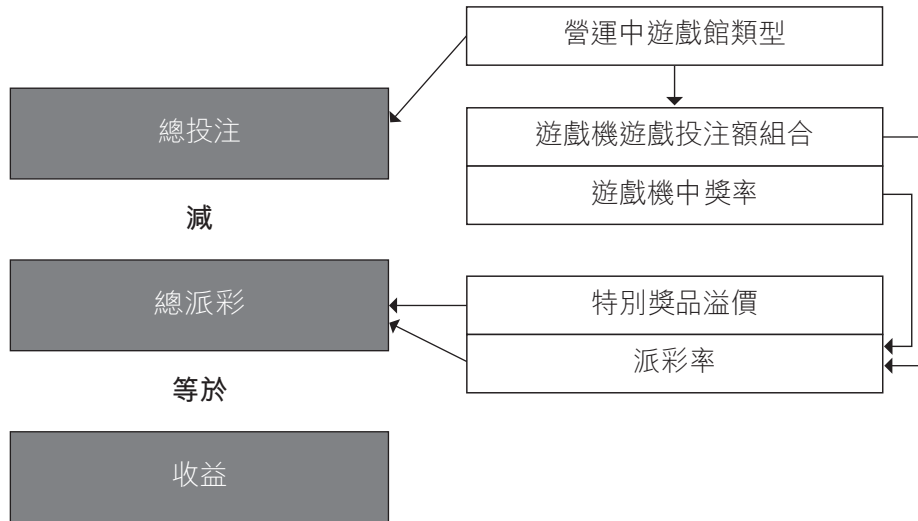 營運中遊戲館類型
總投注
遊戲機遊戲投注額組合
遊戲機中獎率
減
總派彩
特別獎品溢價
派彩率
等於
收益